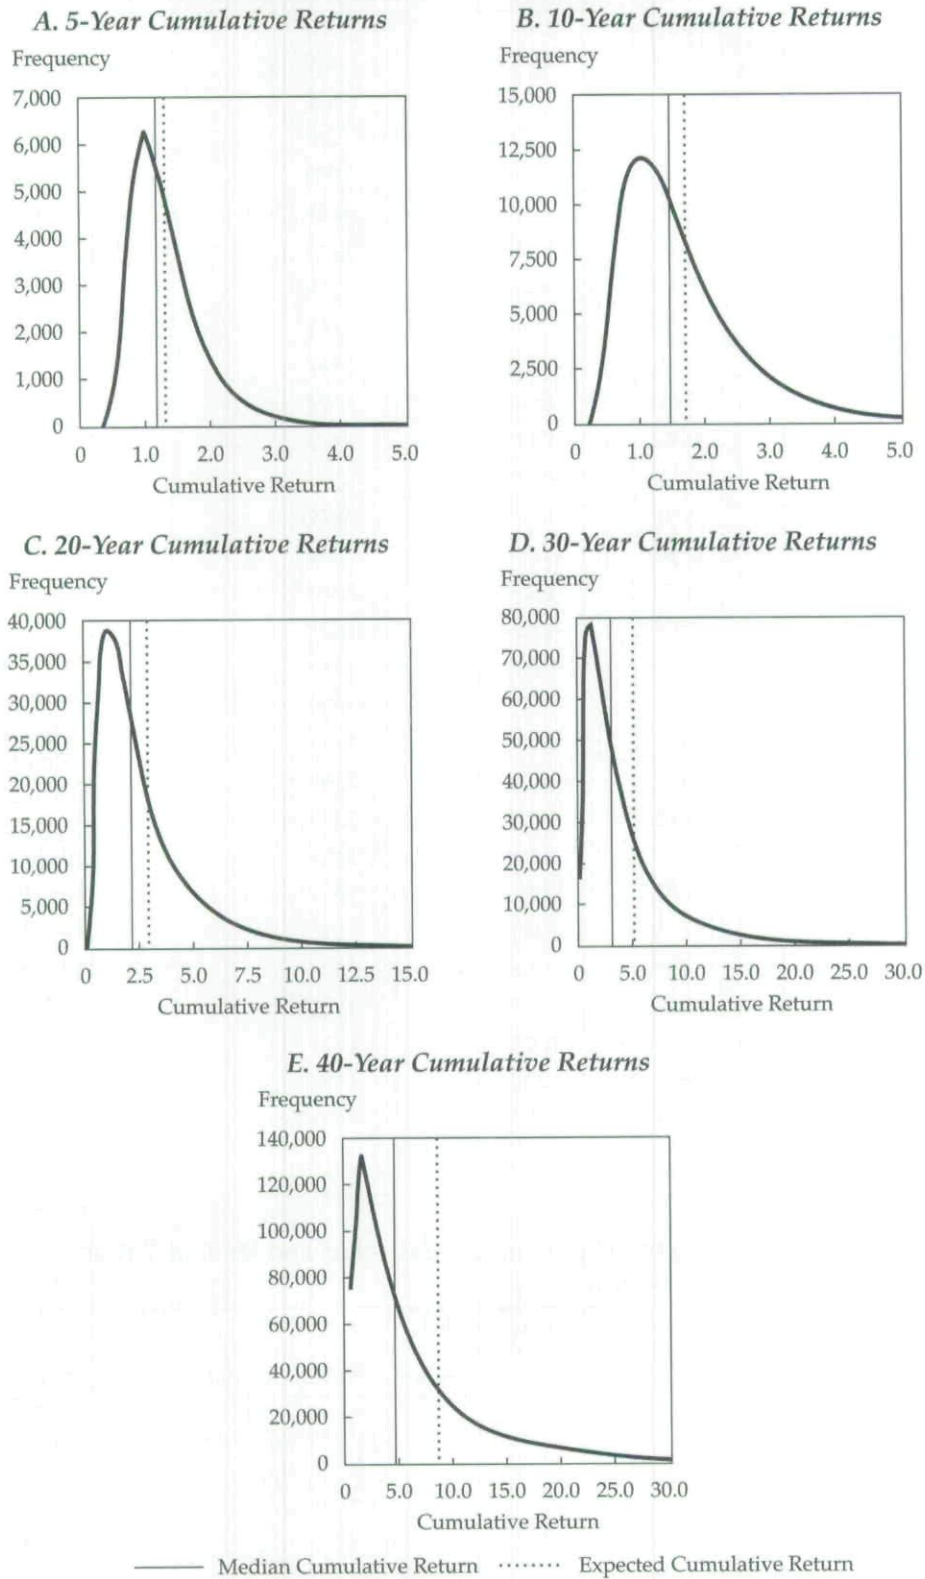 A. 5-Year Cumulative Returns
Frequency
7,000
6,000
5,000
4,000
3,000
2,000
1,000
0
0 1.0 2.0 3.0 4.0 5.0
Cumulative Return
B. 10-Year Cumulative Returns
Frequency
15,000
12,500
10,000
7,500
5,000
2,500
0
0 1.0 2.0 3.0 4.0 5.0
Cumulative Return
C. 20-Year Cumulative Returns
Frequency
40,000
35,000
30,000
25,000
20,000
15,000
10,000
5,000
0
0 2.5 5.0 7.5 10.0 12.5 15.0
Cumulative Return
D. 30-Year Cumulative Returns
Frequency
80,000
70,000
60,000
50,000
40,000
30,000
20,000
10,000
0
0 5.0 10.0 15.0 20.0 25.0 30.0
Cumulative Return
E. 40-Year Cumulative Returns
Frequency
140,000
120,000
100,000
80,000
60,000
40,000
20,000
0
0 5.0 10.0 15.0 20.0 25.0 30.0
Cumulative Return
Median Cumulative Return Expected Cumulative Return